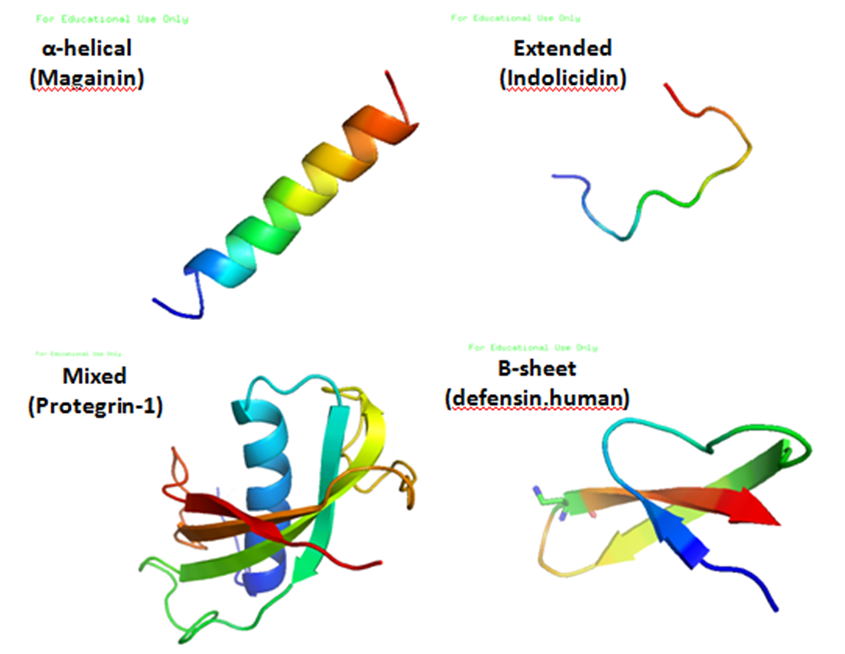 For Educational Use Only
For Educational Use Only
α-helical
(Magainin)
Extended
(Indolicidin)
For Educational Use Only
For Educational Use Only
Mixed
(Protegrin-1)
B-sheet
(defensin,human)